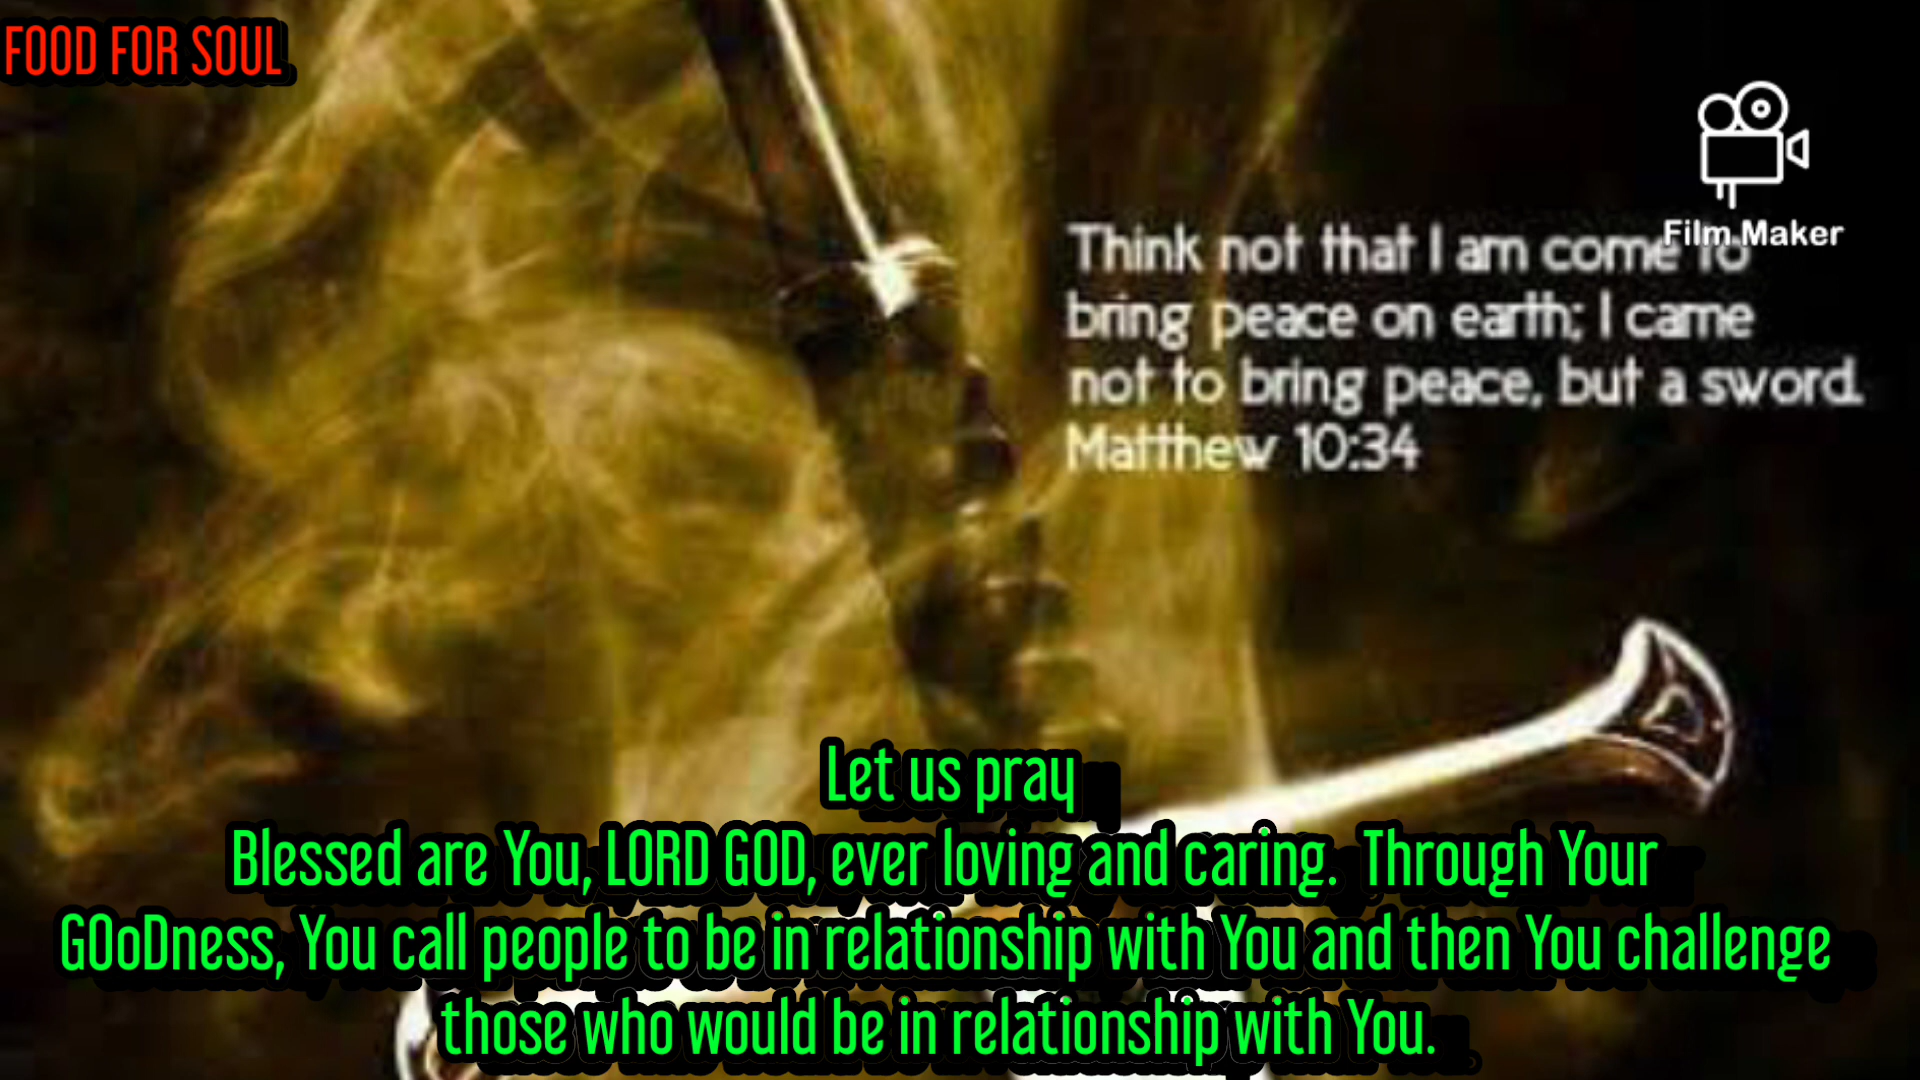 FOOD FOR SOUL
Film Maker
Think not that I am come to
bring peace on earth; I came
not to bring peace, but a sword.
Matthew 10:34
Let us pray
Blessed are You, LORD GOD, ever loving and caring. Through Your
GOoDness, You call people to be in relationship with You and then You challenge
those who would be in relationship with You.